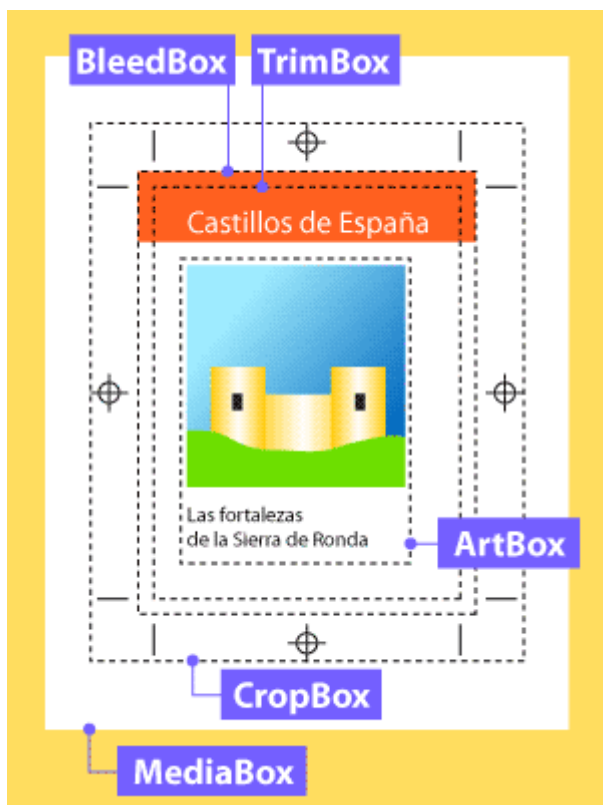 BleedBox TrimBox
Castillos de España
Las fortalezas
de la Sierra de Ronda
ArtBox
CropBox
MediaBox